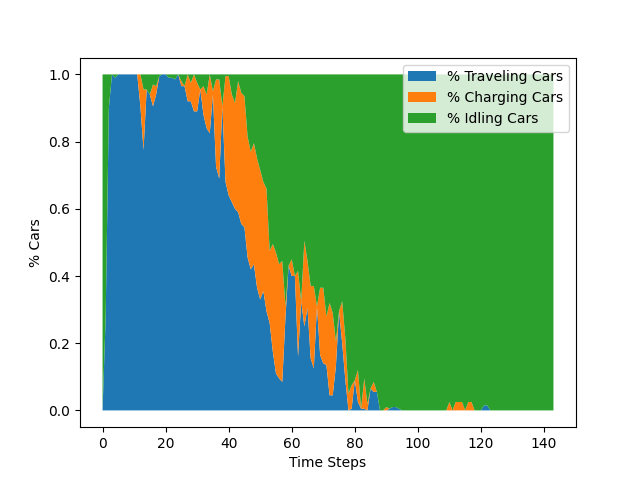 % Traveling Cars
% Charging Cars
% Idling Cars
% Cars
1.0
0.8
0.6
0.4
0.2
0.0
0 20 40 60 80 100 120 140
Time Steps